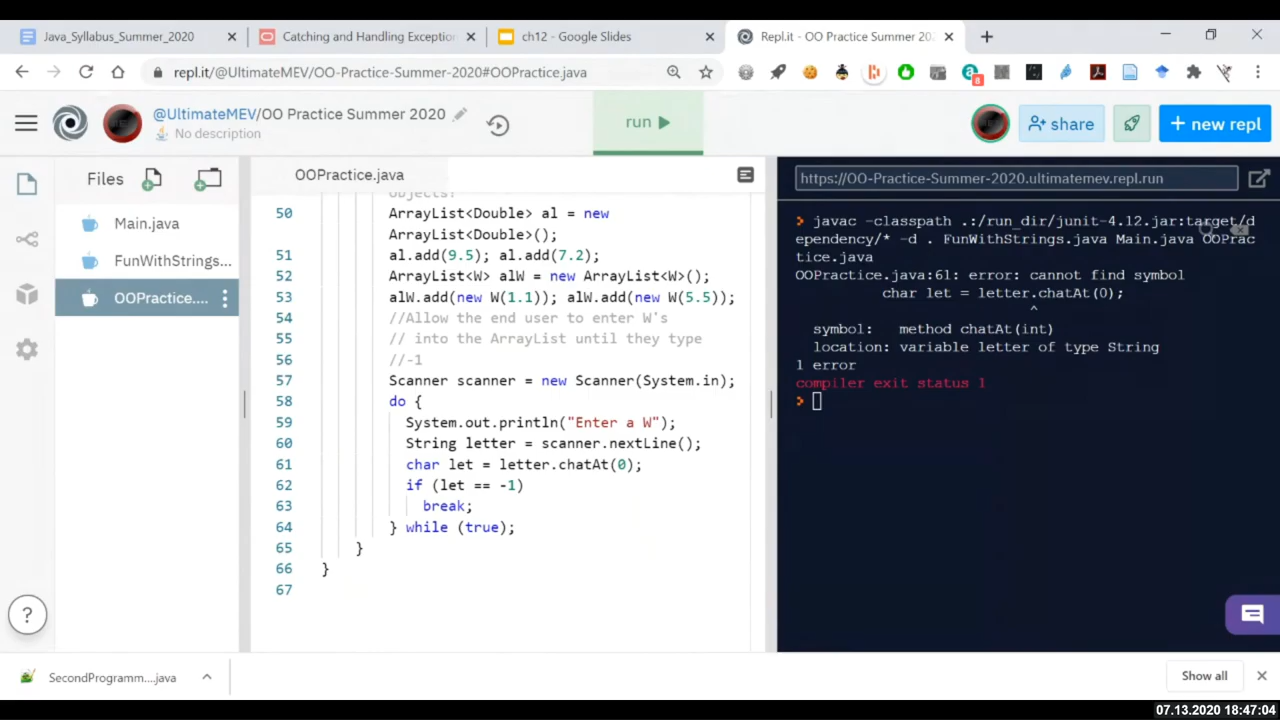 Java_Syllabus_Summer_2020
Catching and Handling Exception
ch12 - Google Slides
Repl.it - OO Practice Summer 202
repl.it/@UltimateMEV/OO-Practice-Summer-2020#OOPractice.java
8
@UltimateMEV/OO Practice Summer 2020
No description
run
share
+ new repl
Files
Main.java
FunWithStrings...
OOPractice....
OOPractice.java
objects?
50 ArrayList<Double> al = new
ArrayList<Double>();
51 al.add(9.5); al.add(7.2);
52 ArrayList<W> alW = new ArrayList<W>();
53 alW.add(new W(1.1)); alW.add(new W(5.5));
54 //Allow the end user to enter W's
55 // into the ArrayList until they type
56 //-1
57 Scanner scanner = new Scanner(System.in);
58 do {
59 System.out.println("Enter a W");
60 String letter = scanner.nextLine();
61 char let = letter.chatAt(0);
62 if (let == -1)
63 break;
64 } while (true);
65 }
66 }
67
https://OO-Practice-Summer-2020.ultimatemev.repl.run
> javac -classpath .:/run_dir/junit-4.12.jar:target/d
ependency/* -d . FunWithStrings.java Main.java OOPrac
tice.java
OOPractice.java:61: error: cannot find symbol
char let = letter.chatAt(0);
^
symbol: method chatAt(int)
location: variable letter of type String
1 error
compiler exit status 1
>
?
SecondProgramm....java
Show all
07.13.2020 18:47:04